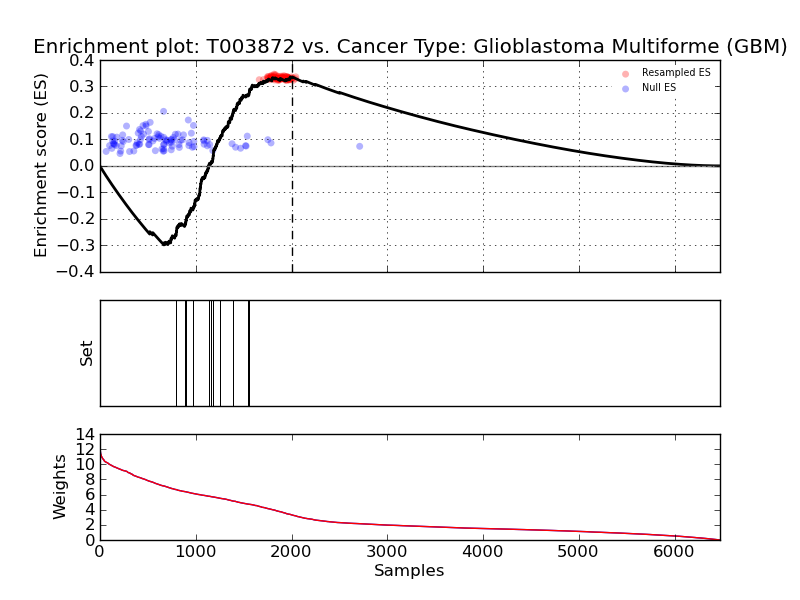 Enrichment plot: T003872 vs. Cancer Type: Glioblastoma Multiforme (GBM)
Enrichment score (ES)
0.4
0.3
0.2
0.1
0.0
−0.1
−0.2
−0.3
−0.4
Resampled ES
Null ES
Set
Weights
14
12
10
8
6
4
2
0
0 1000 2000 3000 4000 5000 6000
Samples